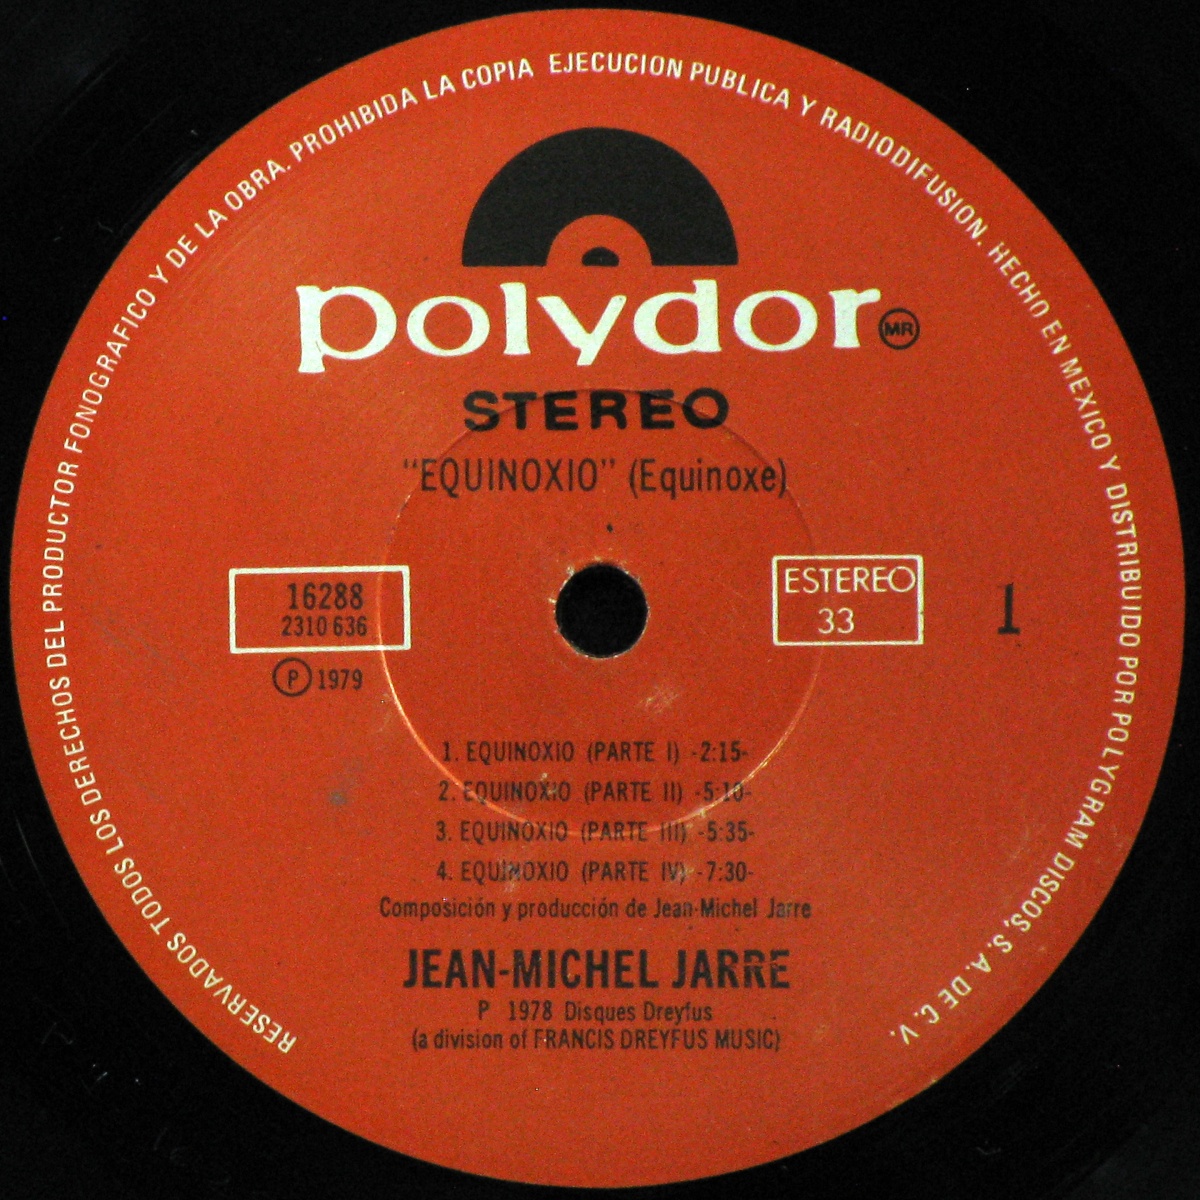 RESERVADOS TODOS LOS DERECHOS DEL PRODUCTOR FONOGRAFICO Y DE LA OBRA. PROHIBIDA LA COPIA EJECUCION PUBLICA Y RADIODIFUSION. HECHO EN MEXICO Y DISTRIBUIDO POR POLYGRAM DISCOS, S.A. DE C.V.
polydor MR
STEREO
"EQUINOXIO" (Equinoxe)
16288
2310 636
P 1979
ESTEREO
33
1
1. EQUINOXIO (PARTE I) -2:15-
2. EQUINOXIO (PARTE II) -5:10-
3. EQUINOXIO (PARTE III) -5:35-
4. EQUINOXIO (PARTE IV) -7:30-
Composición y producción de Jean-Michel Jarre
JEAN-MICHEL JARRE
P 1978 Disques Dreyfus
(a division of FRANCIS DREYFUS MUSIC)